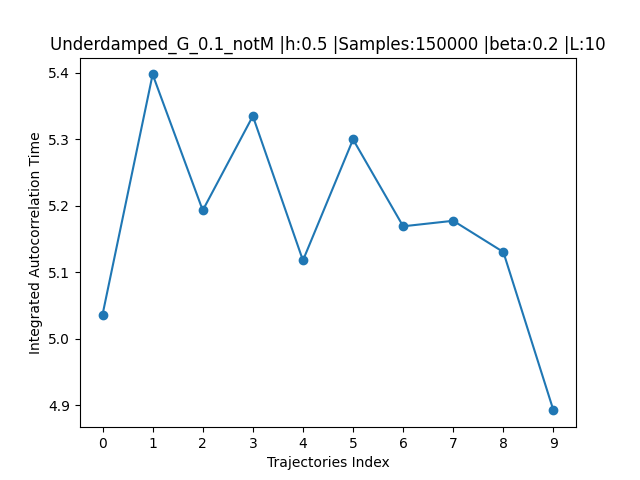 Underdamped_G_0.1_notM |h:0.5 |Samples:150000 |beta:0.2 |L:10
5.4
5.3
5.2
5.1
5.0
4.9
Integrated Autocorrelation Time
0 1 2 3 4 5 6 7 8 9
Trajectories Index